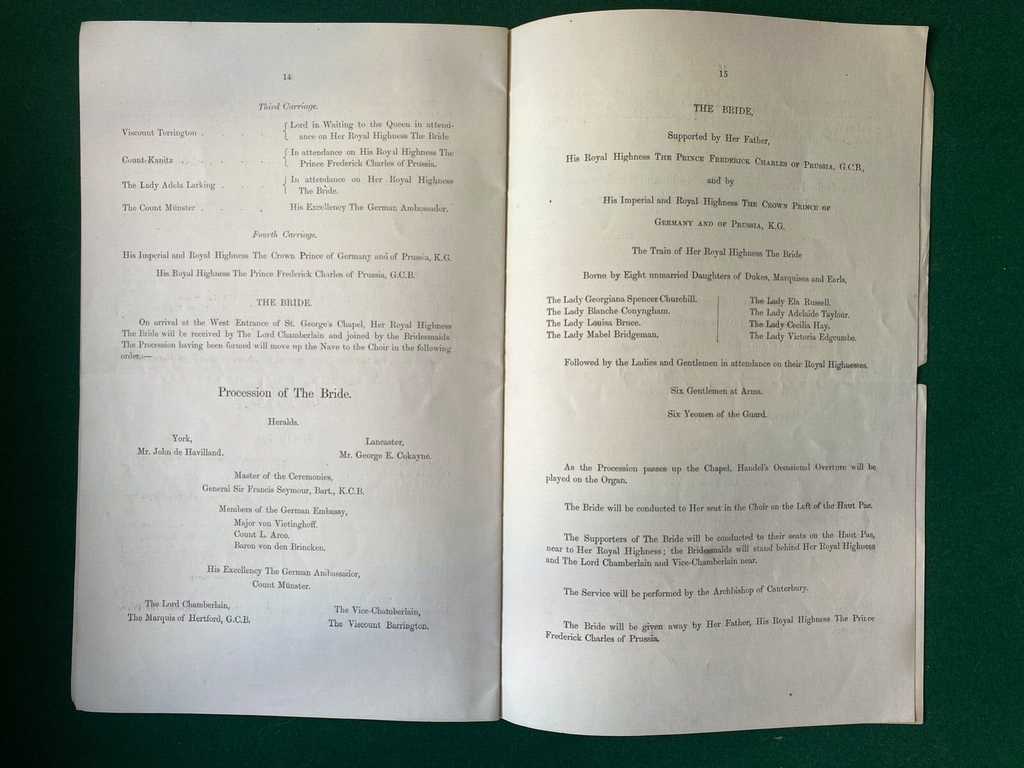 14
Third Carriage.
Viscount Torrington . . . . { Lord in Waiting to the Queen in attend-
ance on Her Royal Highness The Bride
Count Kanitz . . . . . { In attendance on His Royal Highness The
Prince Frederick Charles of Prussia.
The Lady Adela Larking . . . { In attendance on Her Royal Highness
The Bride.
The Count Münster . . . . His Excellency The German Ambassador.
Fourth Carriage.
His Imperial and Royal Highness The Crown Prince of Germany and of Prussia, K.G.
His Royal Highness The Prince Frederick Charles of Prussia, G.C.B.
THE BRIDE.
On arrival at the West Entrance of St. George's Chapel, Her Royal Highness
The Bride will be received by The Lord Chamberlain and joined by the Bridesmaids.
The Procession having been formed will move up the Nave to the Choir in the following
order:—
Procession of The Bride.
Heralds.
York, Lancaster,
Mr. John de Havilland. Mr. George E. Cokayne.
Master of the Ceremonies,
General Sir Francis Seymour, Bart., K.C.B.
Members of the German Embassy,
Major von Vietinghoff.
Count L. Arco.
Baron von den Brincken.
His Excellency The German Ambassador,
Count Münster.
The Lord Chamberlain, The Vice-Chamberlain,
The Marquis of Hertford, G.C.B. The Viscount Barrington.
15
THE BRIDE,
Supported by Her Father,
His Royal Highness THE PRINCE FREDERICK CHARLES OF PRUSSIA, G.C.B.,
and by
His Imperial and Royal Highness THE CROWN PRINCE OF
GERMANY AND OF PRUSSIA, K.G.
The Train of Her Royal Highness The Bride
Borne by Eight unmarried Daughters of Dukes, Marquises and Earls,
The Lady Georgiana Spencer Churchill. The Lady Ela Russell.
The Lady Blanche Conyngham. The Lady Adelaide Taylour.
The Lady Louisa Bruce. The Lady Cecilia Hay.
The Lady Mabel Bridgeman. The Lady Victoria Edgcumbe.
Followed by the Ladies and Gentlemen in attendance on their Royal Highnesses.
Six Gentlemen at Arms.
Six Yeomen of the Guard.
As the Procession passes up the Chapel, Handel's Occasional Overture will be
played on the Organ.
The Bride will be conducted to Her seat in the Choir on the Left of the Haut Pas.
The Supporters of The Bride will be conducted to their seats on the Haut Pas,
near to Her Royal Highness; the Bridesmaids will stand behind Her Royal Highness
and The Lord Chamberlain and Vice-Chamberlain near.
The Service will be performed by the Archbishop of Canterbury.
The Bride will be given away by Her Father, His Royal Highness The Prince
Frederick Charles of Prussia.